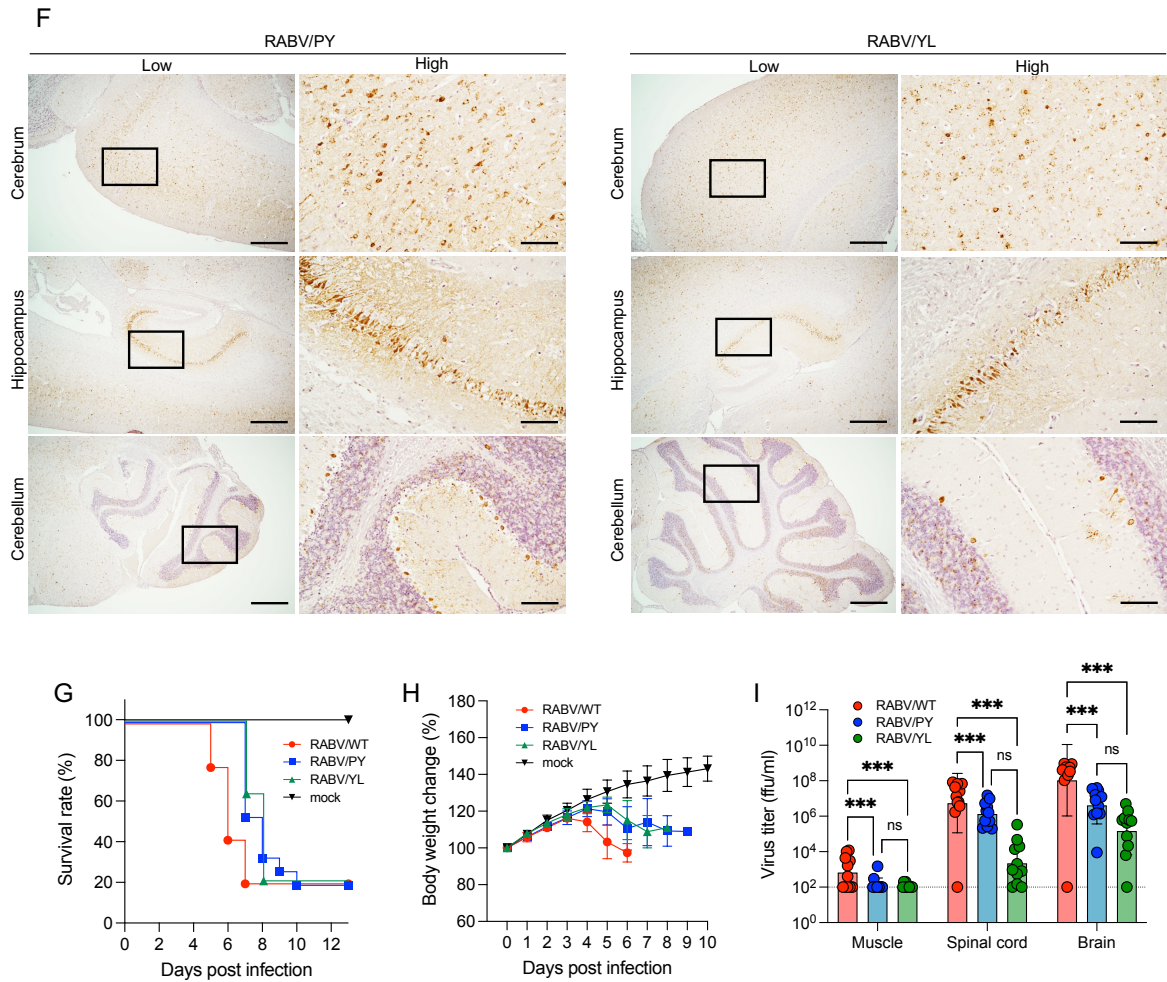 F
RABV/PY
RABV/YL
Low
High
Low
High
Cerebrum
Cerebrum
Hippocampus
Hippocampus
Cerebellum
Cerebellum
G
Survival rate (%)
100
80
60
40
20
0
RABV/WT
RABV/PY
RABV/YL
mock
0 2 4 6 8 10 12
Days post infection
H
Body weight change (%)
180
160
140
120
100
80
60
RABV/WT
RABV/PY
RABV/YL
mock
0 1 2 3 4 5 6 7 8 9 10
Days post infection
I
Virus titer (ffu/ml)
10¹²
10¹⁰
10⁸
10⁶
10⁴
10²
10⁰
RABV/WT
RABV/PY
RABV/YL
***
***
ns
***
***
ns
***
***
ns
Muscle Spinal cord Brain